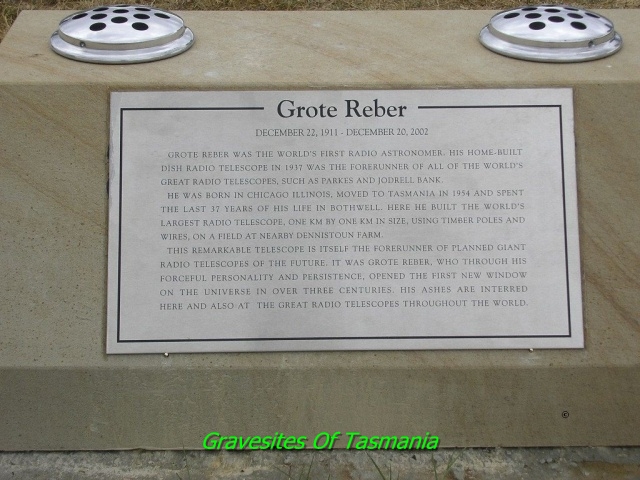 Grote Reber
DECEMBER 22, 1911 - DECEMBER 20, 2002
GROTE REBER WAS THE WORLD'S FIRST RADIO ASTRONOMER. HIS HOME-BUILT
DISH RADIO TELESCOPE IN 1937 WAS THE FORERUNNER OF ALL OF THE WORLD'S
GREAT RADIO TELESCOPES, SUCH AS PARKES AND JODRELL BANK.
HE WAS BORN IN CHICAGO ILLINOIS, MOVED TO TASMANIA IN 1954 AND SPENT
THE LAST 37 YEARS OF HIS LIFE IN BOTHWELL. HERE HE BUILT THE WORLD'S
LARGEST RADIO TELESCOPE, ONE KM BY ONE KM IN SIZE, USING TIMBER POLES AND
WIRES, ON A FIELD AT NEARBY DENNISTOUN FARM.
THIS REMARKABLE TELESCOPE IS ITSELF THE FORERUNNER OF PLANNED GIANT
RADIO TELESCOPES OF THE FUTURE. IT WAS GROTE REBER, WHO THROUGH HIS
FORCEFUL PERSONALITY AND PERSISTENCE, OPENED THE FIRST NEW WINDOW
ON THE UNIVERSE IN OVER THREE CENTURIES. HIS ASHES ARE INTERRED
HERE AND ALSO AT THE GREAT RADIO TELESCOPES THROUGHOUT THE WORLD.
©
Gravesites Of Tasmania